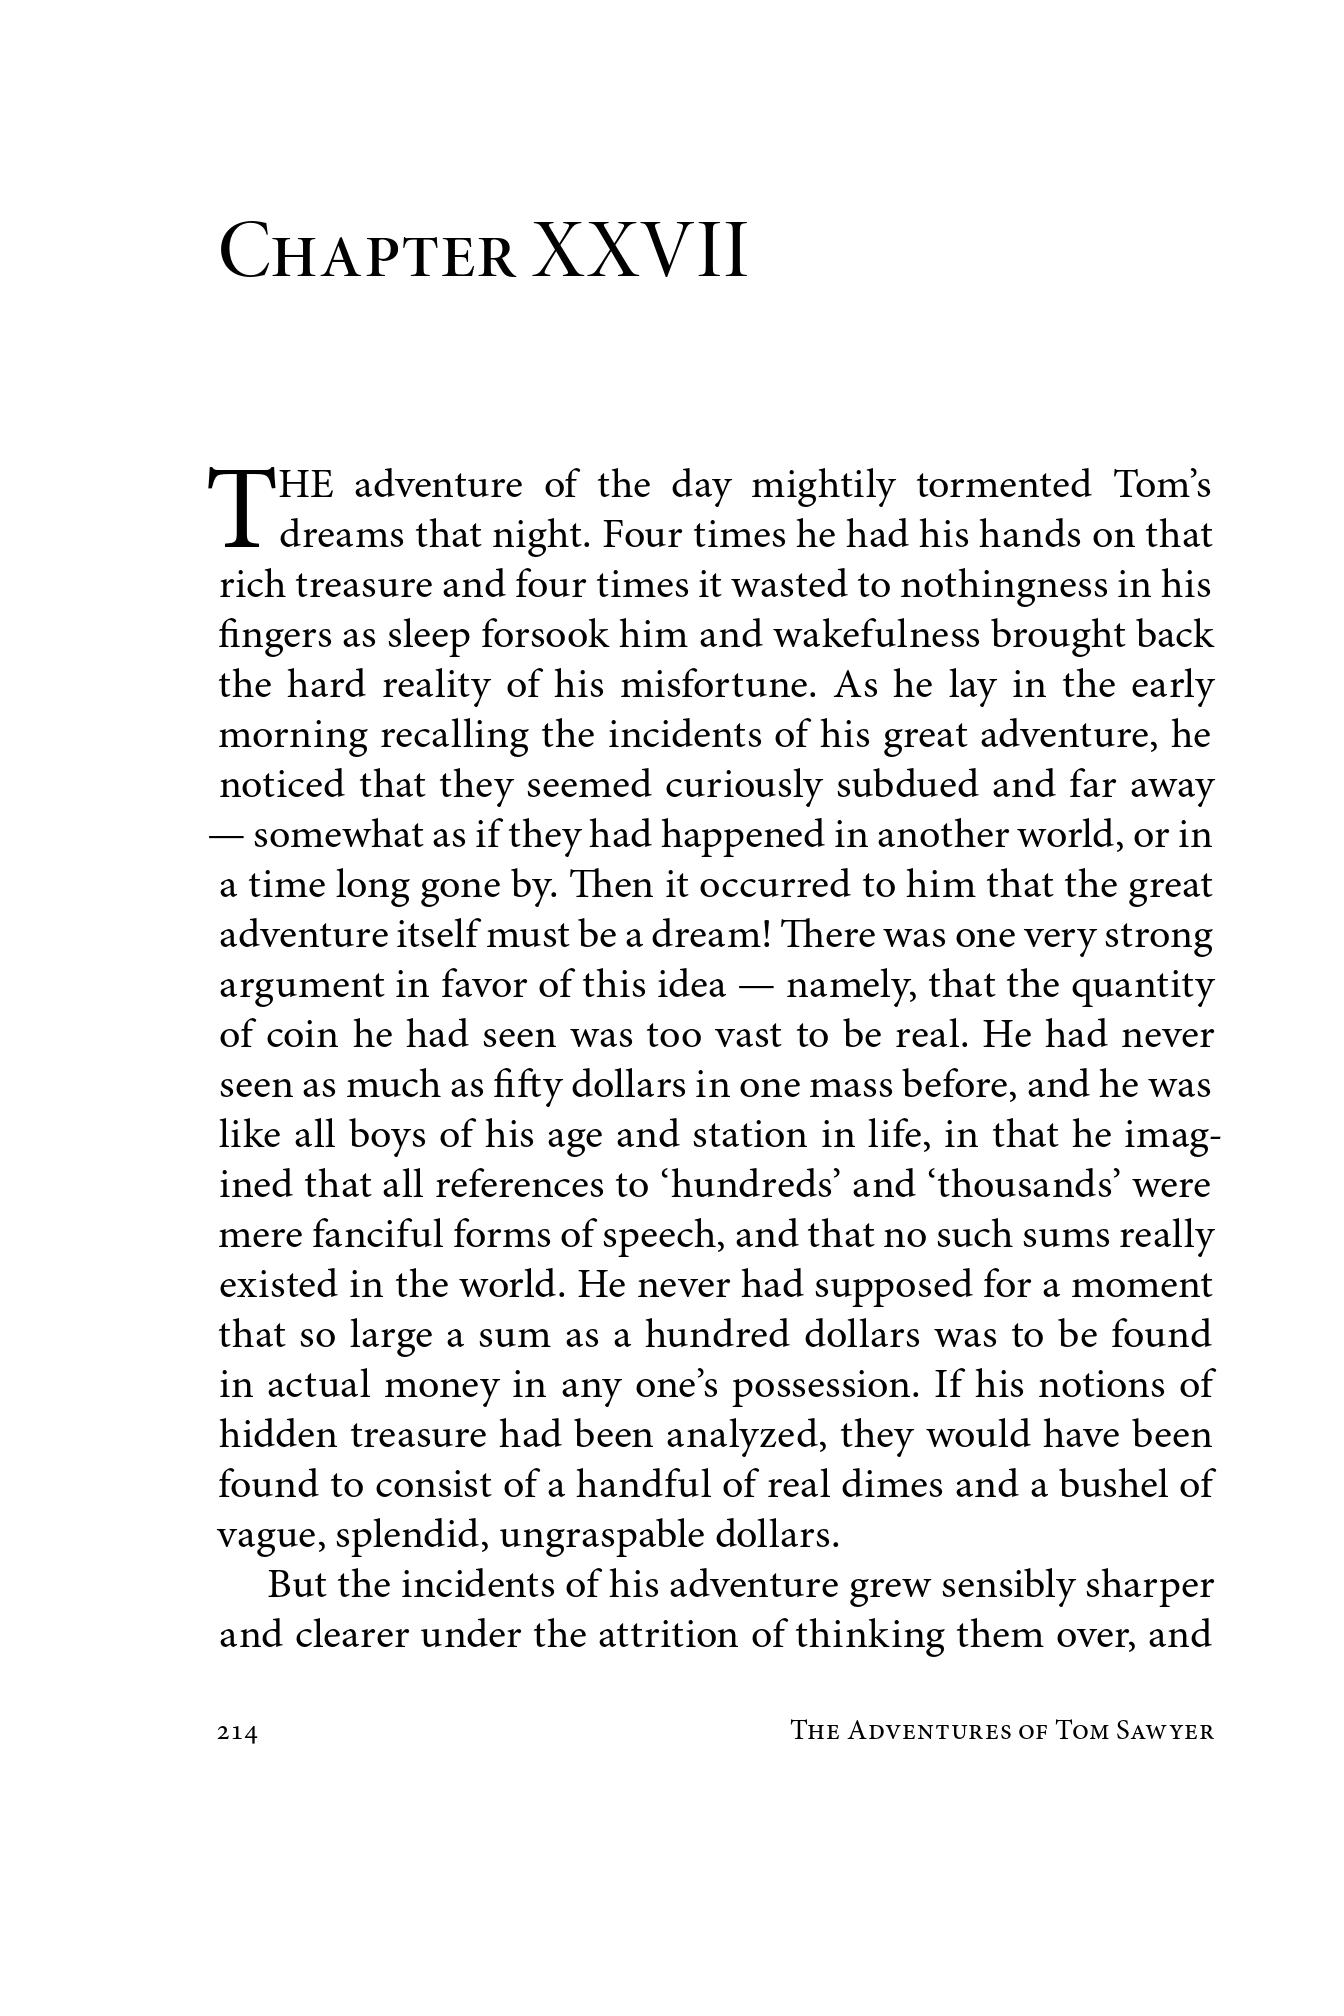 Chapter XXVII
THE adventure of the day mightily tormented Tom’s
dreams that night. Four times he had his hands on that
rich treasure and four times it wasted to nothingness in his
fingers as sleep forsook him and wakefulness brought back
the hard reality of his misfortune. As he lay in the early
morning recalling the incidents of his great adventure, he
noticed that they seemed curiously subdued and far away
— somewhat as if they had happened in another world, or in
a time long gone by. Then it occurred to him that the great
adventure itself must be a dream! There was one very strong
argument in favor of this idea — namely, that the quantity
of coin he had seen was too vast to be real. He had never
seen as much as fifty dollars in one mass before, and he was
like all boys of his age and station in life, in that he imag-
ined that all references to ‘hundreds’ and ‘thousands’ were
mere fanciful forms of speech, and that no such sums really
existed in the world. He never had supposed for a moment
that so large a sum as a hundred dollars was to be found
in actual money in any one’s possession. If his notions of
hidden treasure had been analyzed, they would have been
found to consist of a handful of real dimes and a bushel of
vague, splendid, ungraspable dollars.
But the incidents of his adventure grew sensibly sharper
and clearer under the attrition of thinking them over, and
214 The Adventures of Tom Sawyer